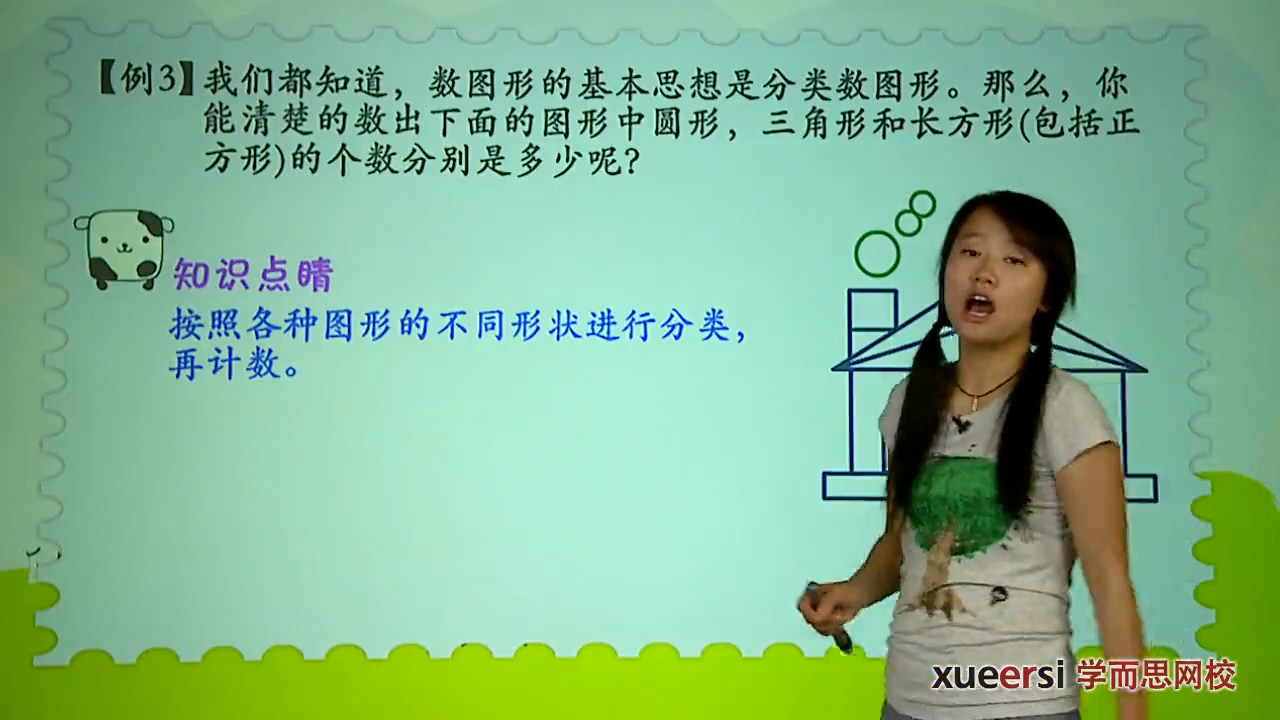 【例3】我们都知道，数图形的基本思想是分类数图形。那么，你
能清楚的数出下面的图形中圆形，三角形和长方形(包括正
方形)的个数分别是多少呢？
知识点睛
按照各种图形的不同形状进行分类，
再计数。
xueersi 学而思网校